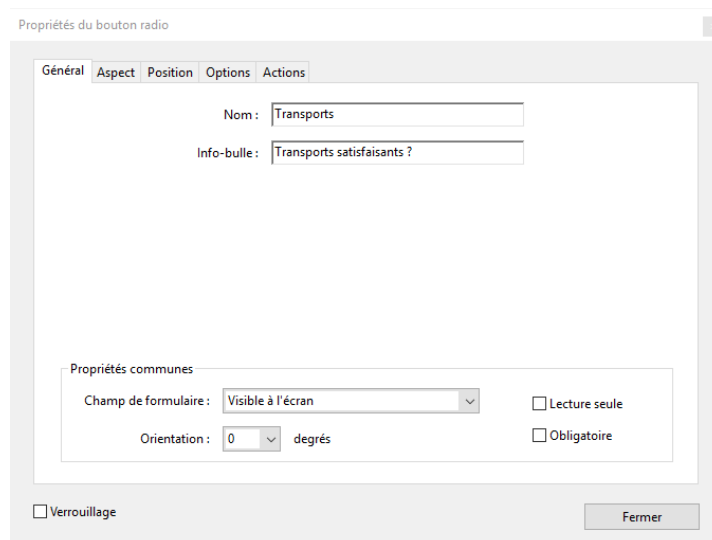 Propriétés du bouton radio
Général Aspect Position Options Actions
Nom : Transports
Info-bulle : Transports satisfaisants ?
Propriétés communes
Champ de formulaire : Visible à l'écran
Lecture seule
Orientation : 0 degrés
Obligatoire
Verrouillage
Fermer